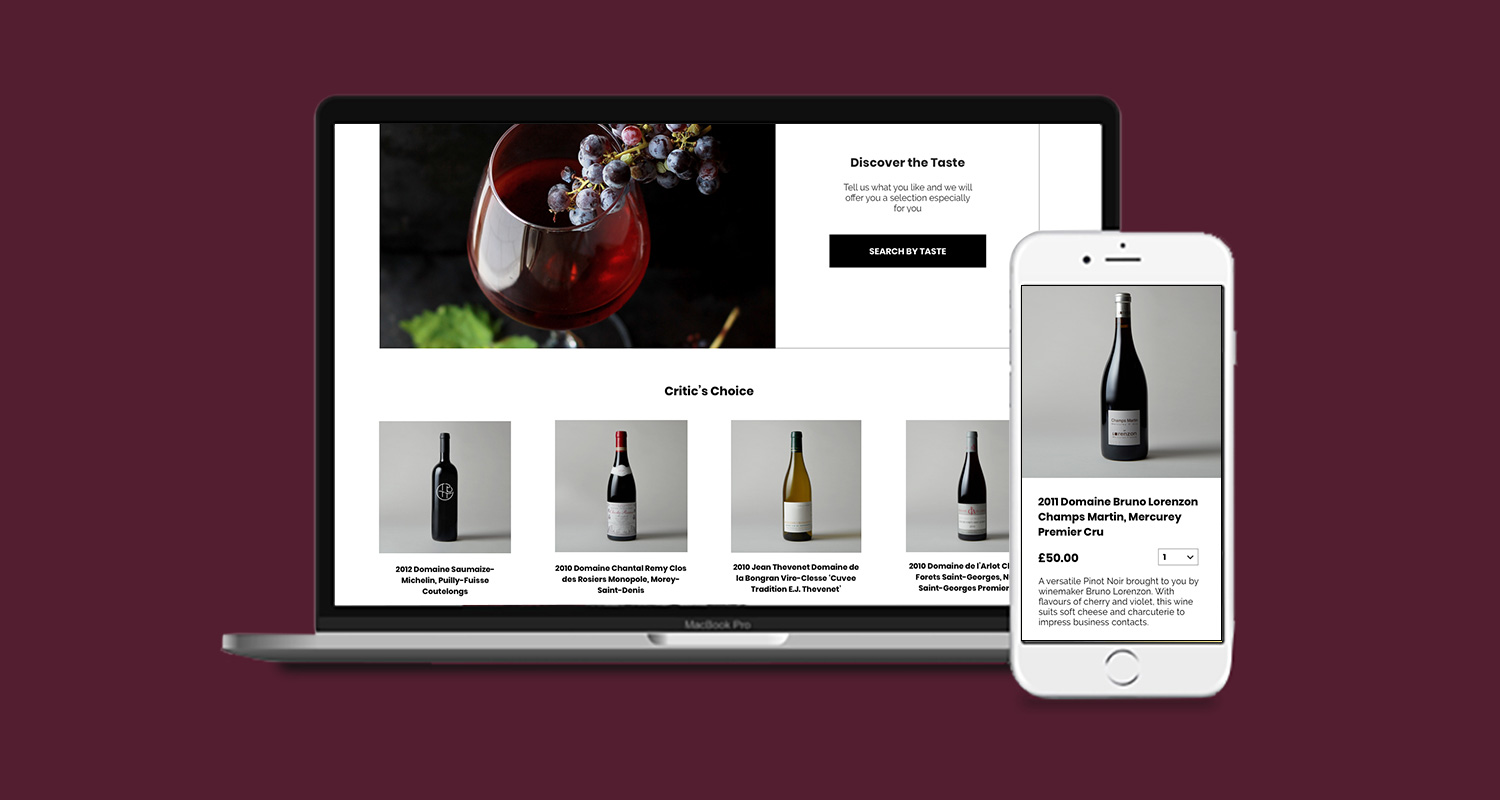 Discover the Taste
Tell us what you like and we will
offer you a selection especially
for you
SEARCH BY TASTE
Critic's Choice
2012 Domaine Saumaize-
Michelin, Puilly-Fuisse
Coutelongs
2010 Domaine Chantal Remy Clos
des Rosiers Monopole, Morey-
Saint-Denis
2010 Jean Thevenet Domaine de
la Bongran Vire-Clesse 'Cuvee
Tradition E.J. Thevenet'
2010 Domaine de l'Arlot
Forets Saint-Georges,
Saint-Georges Premier
MacBook Pro
Champs Martin
Lorenzon
2011 Domaine Bruno Lorenzon
Champs Martin, Mercurey
Premier Cru
£50.00
1
A versatile Pinot Noir brought to you by
winemaker Bruno Lorenzon. With
flavours of cherry and violet, this wine
suits soft cheese and charcuterie to
impress business contacts.